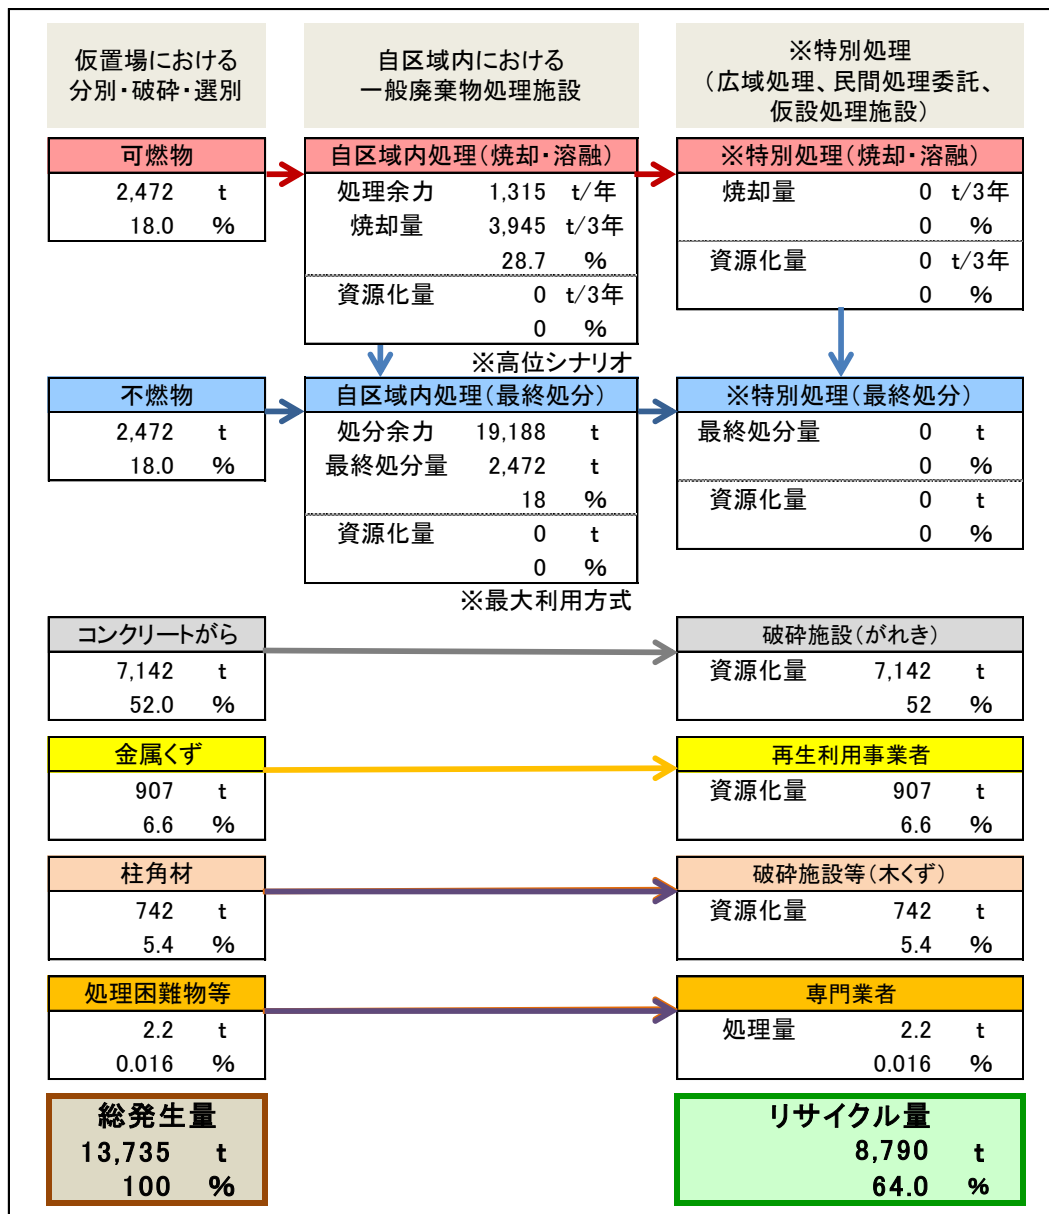 仮置場における
分別・破砕・選別
自区域内における
一般廃棄物処理施設
※特別処理
（広域処理、民間処理委託、
仮設処理施設）
可燃物
2,472 t
18.0 %
自区域内処理（焼却・溶融）
処理余力 1,315 t/年
焼却量 3,945 t/3年
28.7 %
資源化量 0 t/3年
0 %
※高位シナリオ
※特別処理（焼却・溶融）
焼却量 0 t/3年
0 %
資源化量 0 t/3年
0 %
不燃物
2,472 t
18.0 %
自区域内処理（最終処分）
処分余力 19,188 t
最終処分量 2,472 t
18 %
資源化量 0 t
0 %
※最大利用方式
※特別処理（最終処分）
最終処分量 0 t
0 %
資源化量 0 t
0 %
コンクリートがら
7,142 t
52.0 %
破砕施設（がれき）
資源化量 7,142 t
52 %
金属くず
907 t
6.6 %
再生利用事業者
資源化量 907 t
6.6 %
柱角材
742 t
5.4 %
破砕施設等（木くず）
資源化量 742 t
5.4 %
処理困難物等
2.2 t
0.016 %
専門業者
処理量 2.2 t
0.016 %
総発生量
13,735 t
100 %
リサイクル量
8,790 t
64.0 %